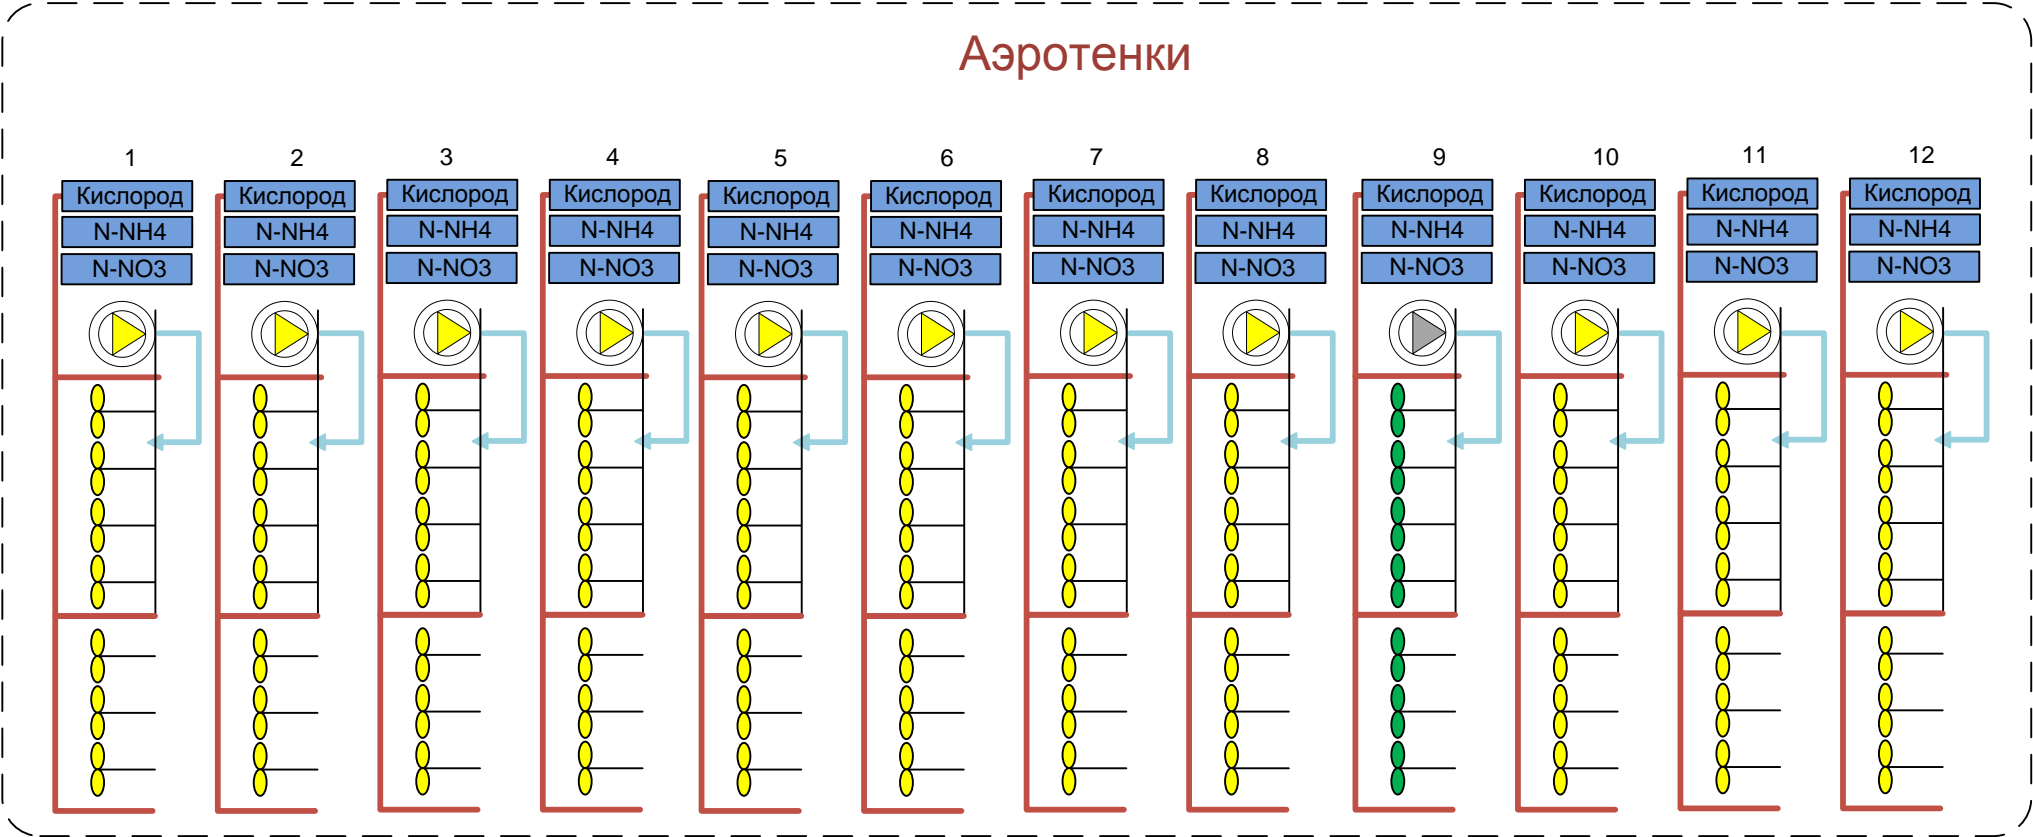 Аэротенки
1 2 3 4 5 6 7 8 9 10 11 12
Кислород Кислород Кислород Кислород Кислород Кислород Кислород Кислород Кислород Кислород Кислород Кислород
N-NH4 N-NH4 N-NH4 N-NH4 N-NH4 N-NH4 N-NH4 N-NH4 N-NH4 N-NH4 N-NH4 N-NH4
N-NO3 N-NO3 N-NO3 N-NO3 N-NO3 N-NO3 N-NO3 N-NO3 N-NO3 N-NO3 N-NO3 N-NO3